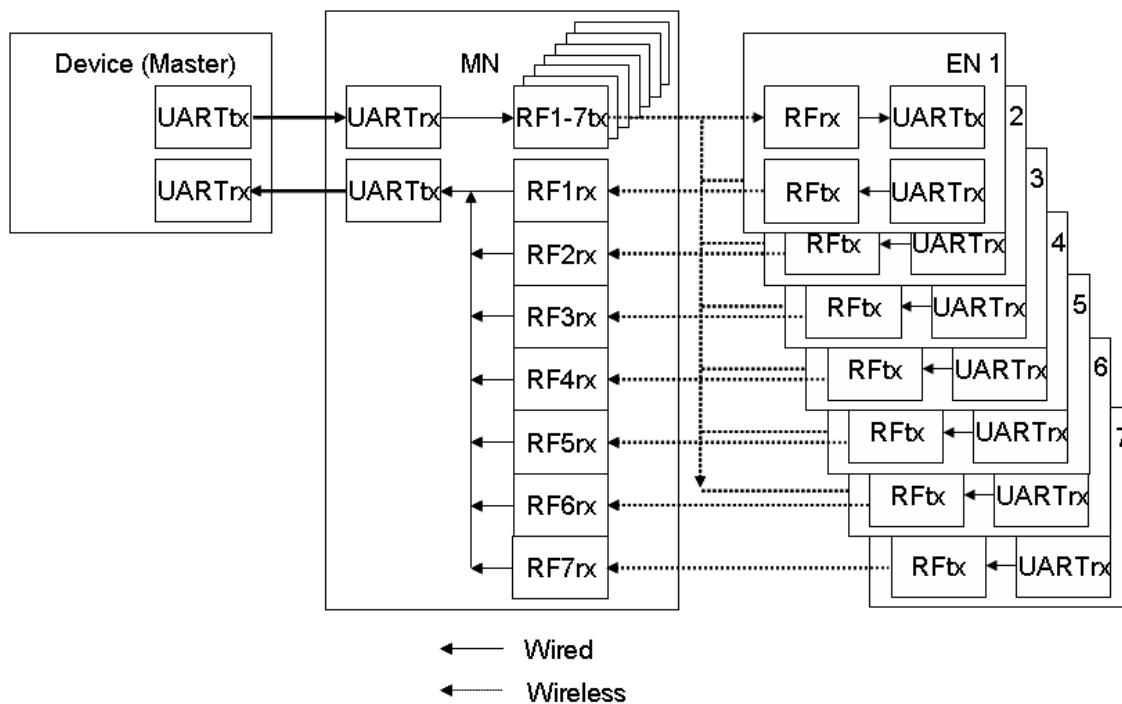 Device (Master)
MN
EN 1
UARTtx
UARTrx
RF1-7tx
RFrx
UARTtx
2
UARTrx
UARTtx
RF1rx
RFtx
UARTrx
3
RF2rx
RFtx
UARTrx
4
RF3rx
RFtx
UARTrx
5
RF4rx
RFtx
UARTrx
6
RF5rx
RFtx
UARTrx
7
RF6rx
RFtx
UARTrx
RF7rx
RFtx
UARTrx
Wired
Wireless